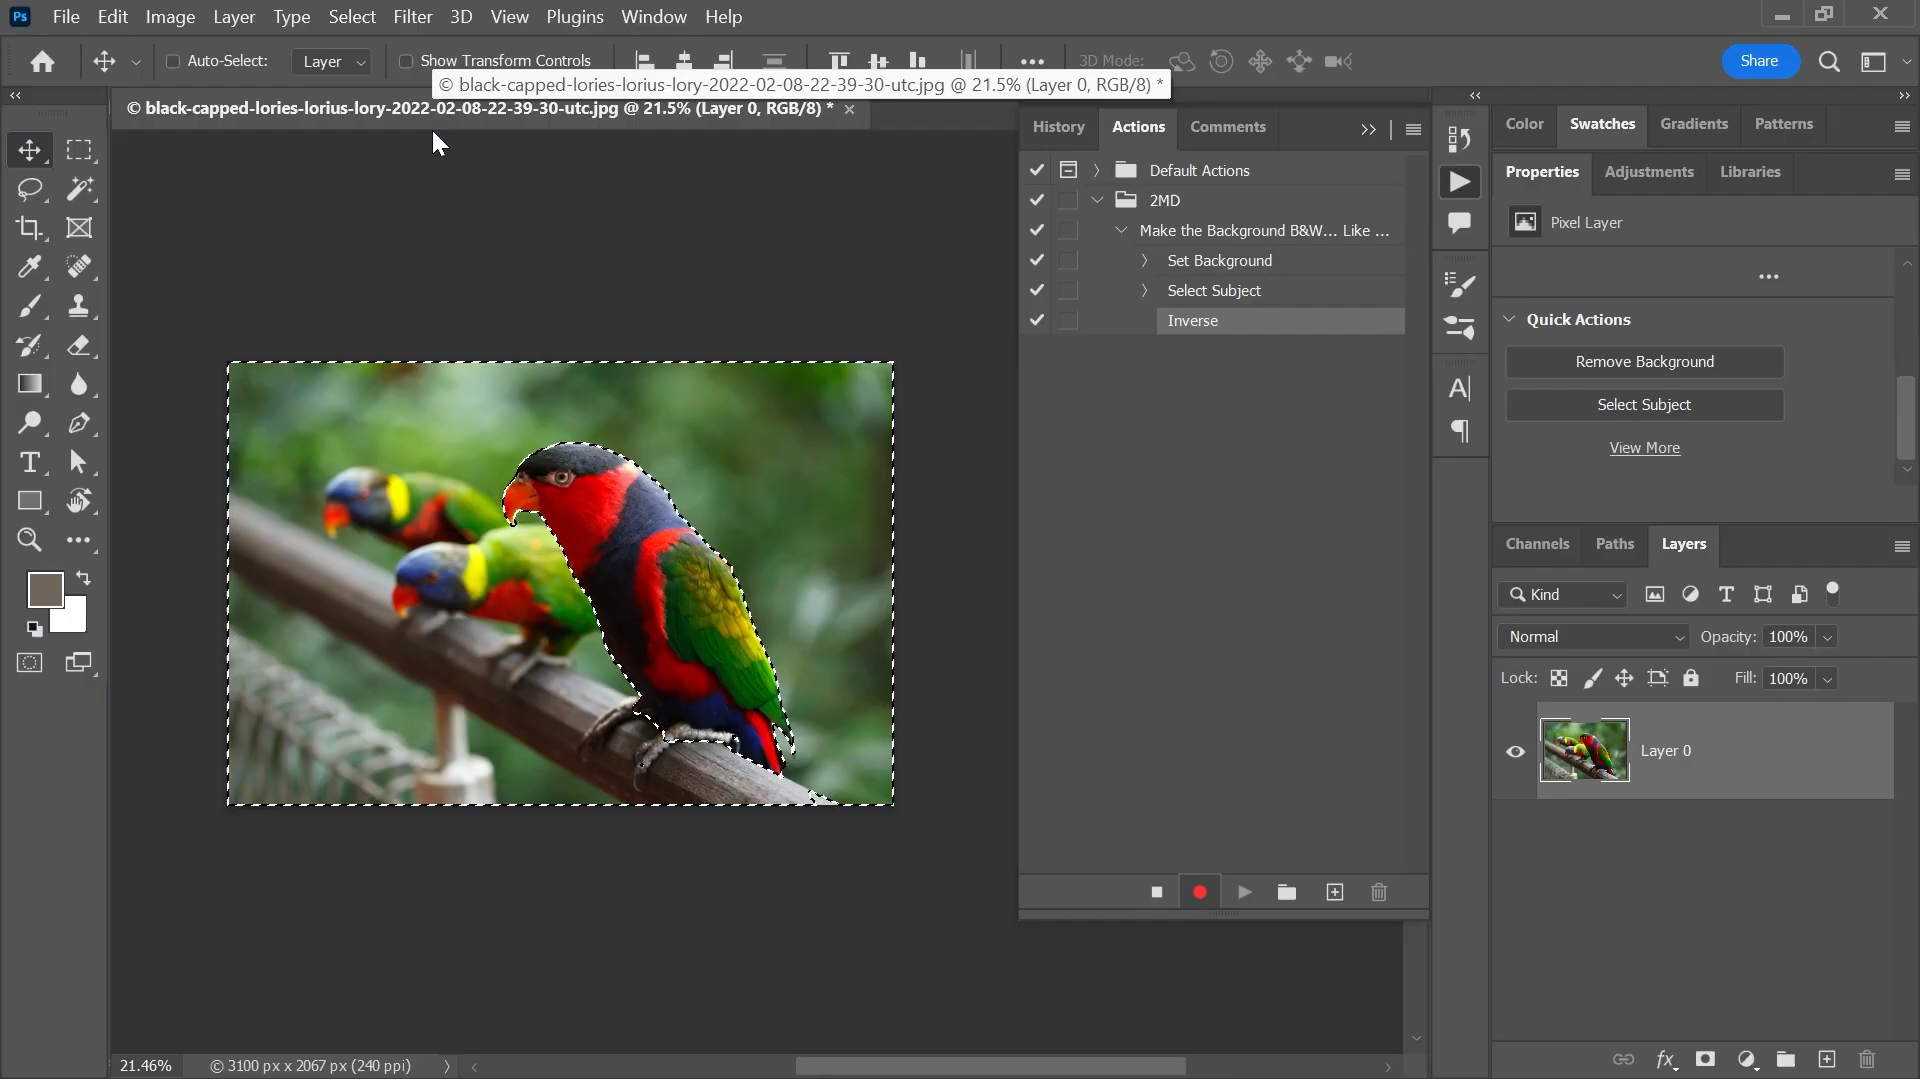 Ps File Edit Image Layer Type Select Filter 3D View Plugins Window Help
Auto-Select: Layer Show Transform Controls 3D Mode: Share
© black-capped-lories-lorius-lory-2022-02-08-22-39-30-utc.jpg @ 21.5% (Layer 0, RGB/8) *
© black-capped-lories-lorius-lory-2022-02-08-22-39-30-utc.jpg @ 21.5% (Layer 0, RGB/8) *
History Actions Comments
Default Actions
2MD
Make the Background B&W... Like ...
Set Background
Select Subject
Inverse
Color Swatches Gradients Patterns
Properties Adjustments Libraries
Pixel Layer
Quick Actions
Remove Background
Select Subject
View More
Channels Paths Layers
Kind
Normal Opacity: 100%
Lock: Fill: 100%
Layer 0
21.46% © 3100 px x 2067 px (240 ppi)